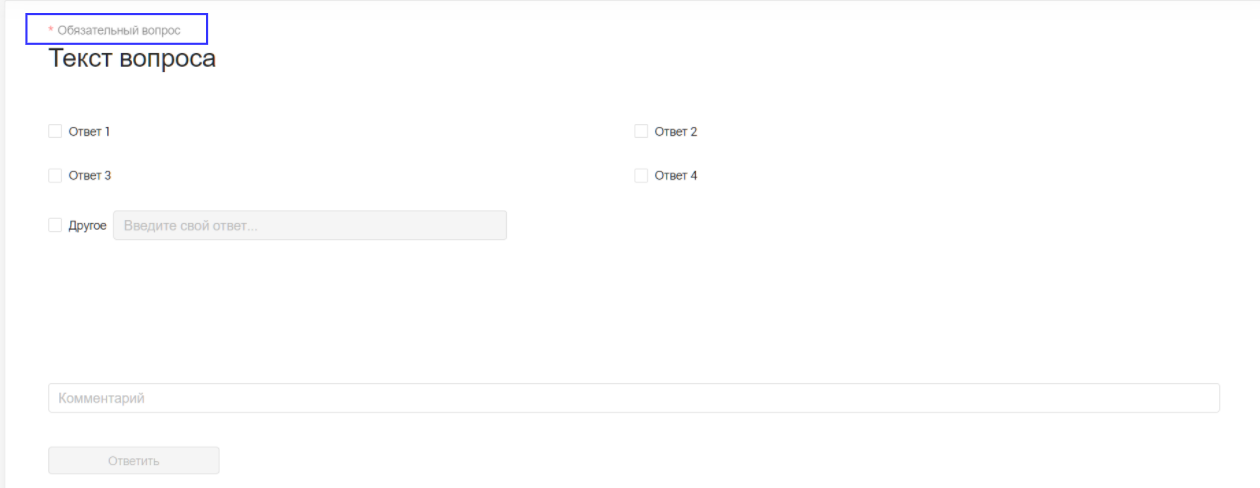 * Обязательный вопрос
Текст вопроса
Ответ 1 Ответ 2
Ответ 3 Ответ 4
Другое Введите свой ответ...
Комментарий
Ответить